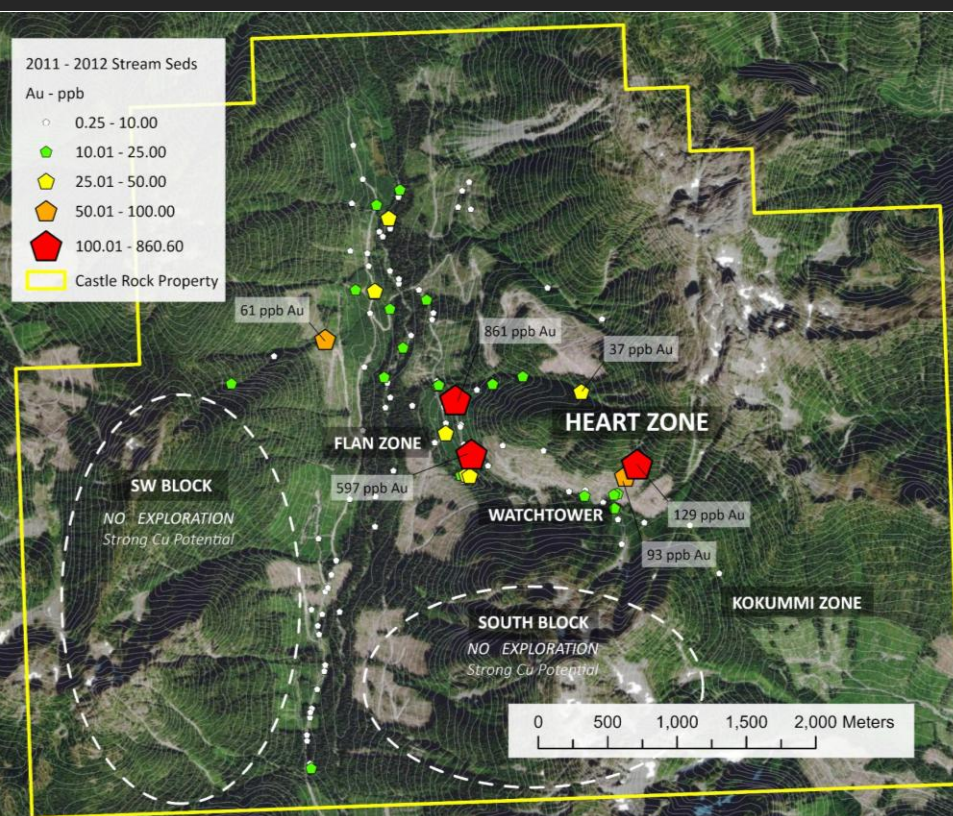 2011 - 2012 Stream Seds
Au - ppb
0.25 - 10.00
10.01 - 25.00
25.01 - 50.00
50.01 - 100.00
100.01 - 860.60
Castle Rock Property
61 ppb Au
861 ppb Au
37 ppb Au
HEART ZONE
FLAN ZONE
597 ppb Au
SW BLOCK
NO EXPLORATION
Strong Cu Potential
WATCHTOWER
129 ppb Au
93 ppb Au
KOKUMMI ZONE
SOUTH BLOCK
NO EXPLORATION
Strong Cu Potential
0 500 1,000 1,500 2,000 Meters